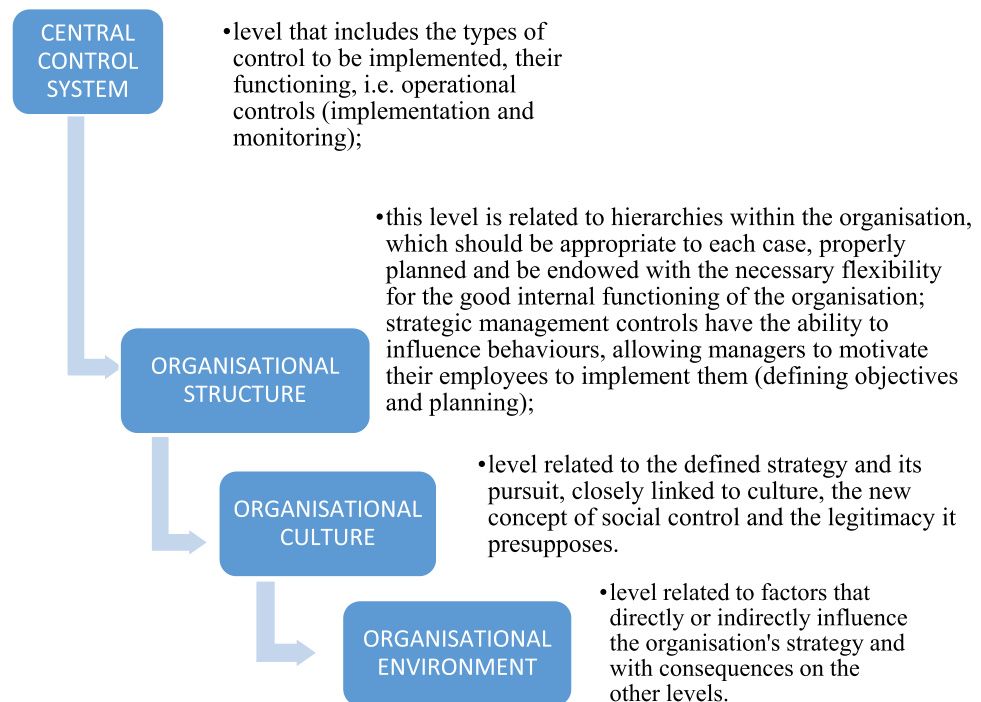 CENTRAL
CONTROL
SYSTEM
•level that includes the types of
control to be implemented, their
functioning, i.e. operational
controls (implementation and
monitoring);
•this level is related to hierarchies within the organisation,
which should be appropriate to each case, properly
planned and be endowed with the necessary flexibility
for the good internal functioning of the organisation;
strategic management controls have the ability to
influence behaviours, allowing managers to motivate
their employees to implement them (defining objectives
and planning);
ORGANISATIONAL
STRUCTURE
•level related to the defined strategy and its
pursuit, closely linked to culture, the new
concept of social control and the legitimacy it
presupposes.
ORGANISATIONAL
CULTURE
•level related to factors that
directly or indirectly influence
the organisation's strategy and
with consequences on the
other levels.
ORGANISATIONAL
ENVIRONMENT